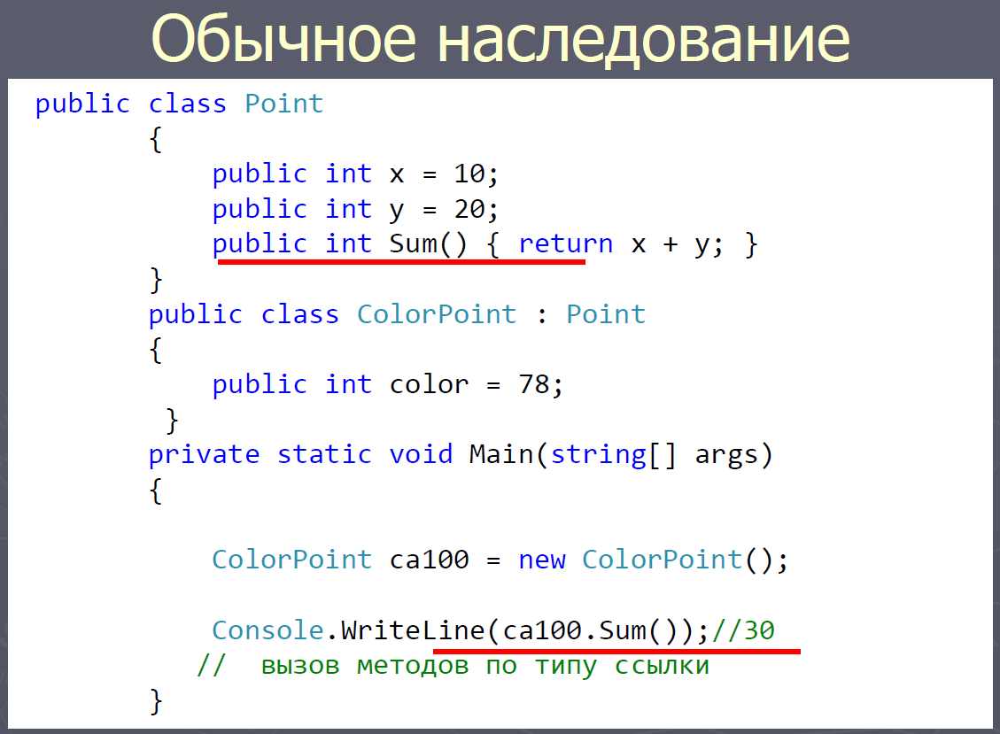 Обычное наследование
public class Point
{
public int x = 10;
public int y = 20;
public int Sum() { return x + y; }
}
public class ColorPoint : Point
{
public int color = 78;
}
private static void Main(string[] args)
{
ColorPoint ca100 = new ColorPoint();
Console.WriteLine(ca100.Sum());//30
//  вызов методов по типу ссылки
}